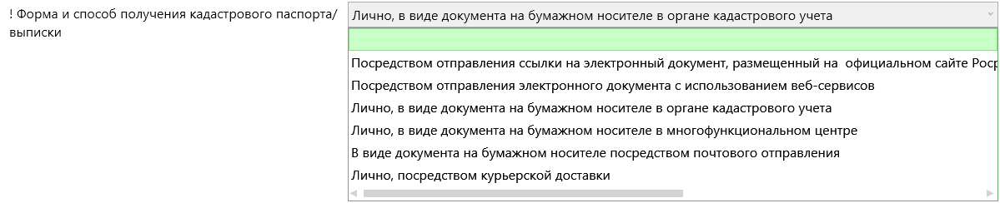 ! Форма и способ получения кадастрового паспорта/
выписки
Лично, в виде документа на бумажном носителе в органе кадастрового учета
Посредством отправления ссылки на электронный документ, размещенный на  официальном сайте Роср
Посредством отправления электронного документа с использованием веб-сервисов
Лично, в виде документа на бумажном носителе в органе кадастрового учета
Лично, в виде документа на бумажном носителе в многофункциональном центре
В виде документа на бумажном носителе посредством почтового отправления
Лично, посредством курьерской доставки